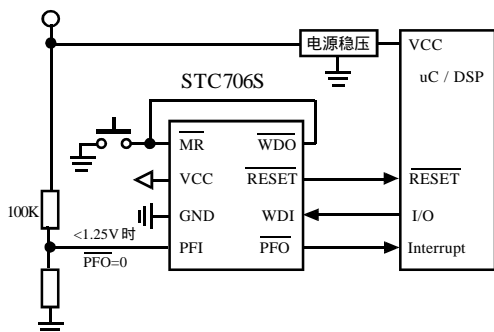 电源稳压
VCC
uC / DSP
STC706S
MR
WDO
VCC
RESET
RESET
100K
GND
WDI
I/O
<1.25V 时
PFI
PFO
Interrupt
PFO=0